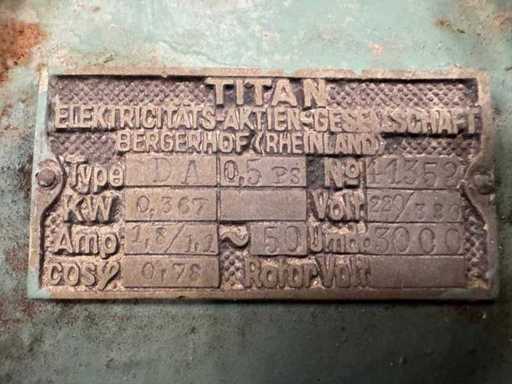 TITAN
ELEKTRICITÄTS-AKTIEN-GESELLSCHAFT
BERGERHOF (RHEINLAND)
Type DA 0,5 PS No 11352
KW 0,367 Volt 220/380
Amp 1,8/1,1 ~ 50 Umdr. 3000
cosφ 0,78 Rotor Volt